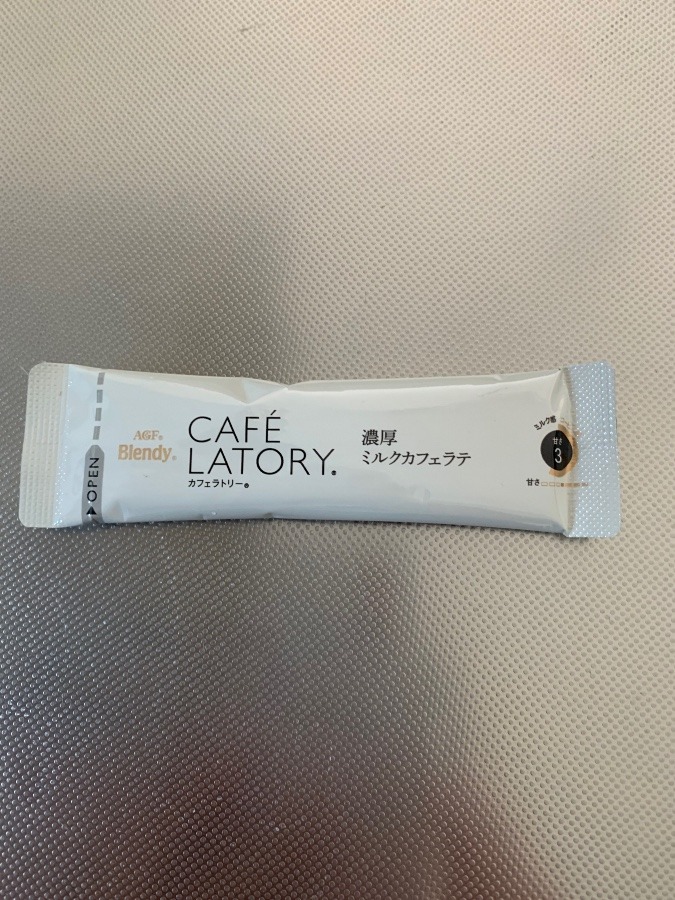 OPEN
AGF®
Blendy®
CAFÉ
LATORY®
カフェラトリー®
濃厚
ミルクカフェラテ
ミルク感
甘さ
3
甘さ